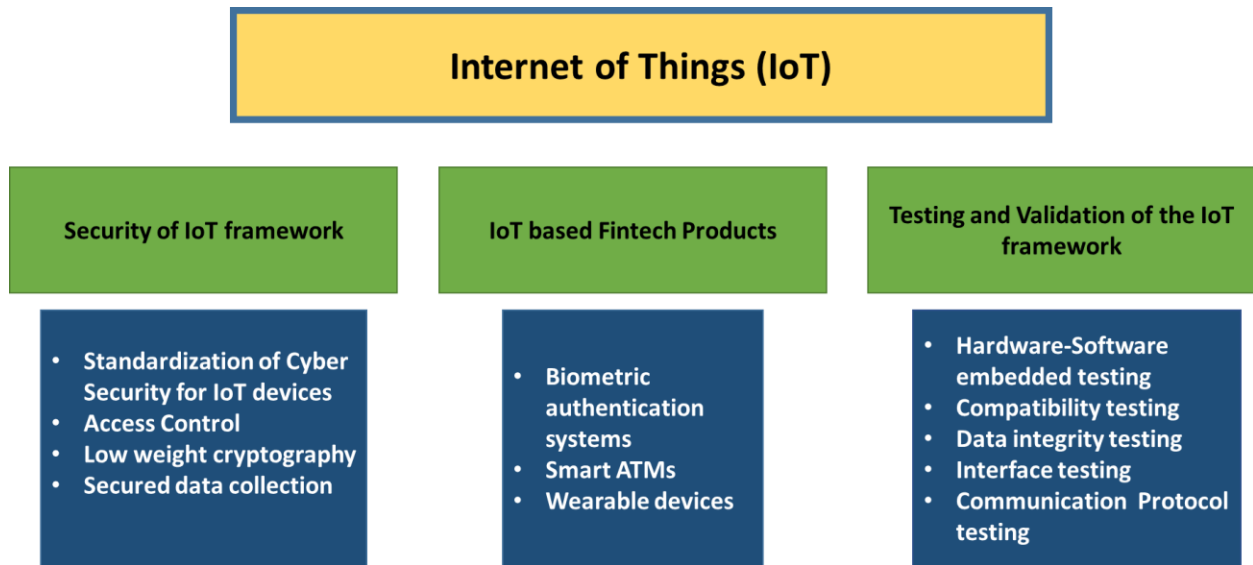 Internet of Things (IoT)
Security of IoT framework
IoT based Fintech Products
Testing and Validation of the IoT
framework
• Standardization of Cyber
Security for IoT devices
• Access Control
• Low weight cryptography
• Secured data collection
• Biometric
authentication
systems
• Smart ATMs
• Wearable devices
• Hardware-Software
embedded testing
• Compatibility testing
• Data integrity testing
• Interface testing
• Communication Protocol
testing